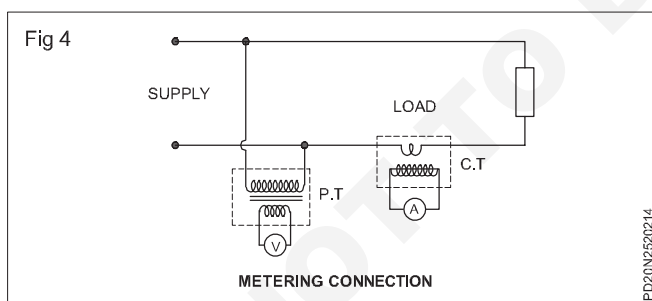 Fig 4
SUPPLY
LOAD
C.T
P.T
A
V
METERING CONNECTION
PD20N2520214